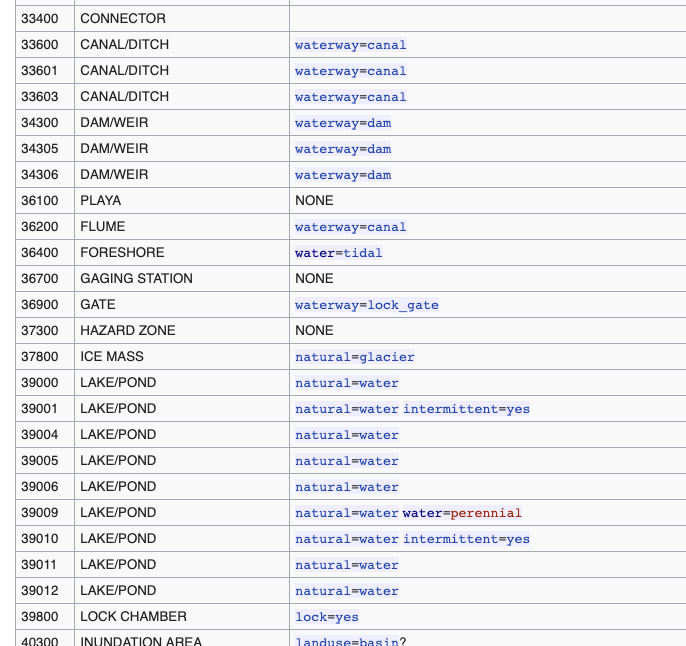 33400 CONNECTOR
33600 CANAL/DITCH waterway=canal
33601 CANAL/DITCH waterway=canal
33603 CANAL/DITCH waterway=canal
34300 DAM/WEIR waterway=dam
34305 DAM/WEIR waterway=dam
34306 DAM/WEIR waterway=dam
36100 PLAYA NONE
36200 FLUME waterway=canal
36400 FORESHORE water=tidal
36700 GAGING STATION NONE
36900 GATE waterway=lock_gate
37300 HAZARD ZONE NONE
37800 ICE MASS natural=glacier
39000 LAKE/POND natural=water
39001 LAKE/POND natural=water intermittent=yes
39004 LAKE/POND natural=water
39005 LAKE/POND natural=water
39006 LAKE/POND natural=water
39009 LAKE/POND natural=water water=perennial
39010 LAKE/POND natural=water intermittent=yes
39011 LAKE/POND natural=water
39012 LAKE/POND natural=water
39800 LOCK CHAMBER lock=yes
40300 INUNDATION AREA landuse=basin?